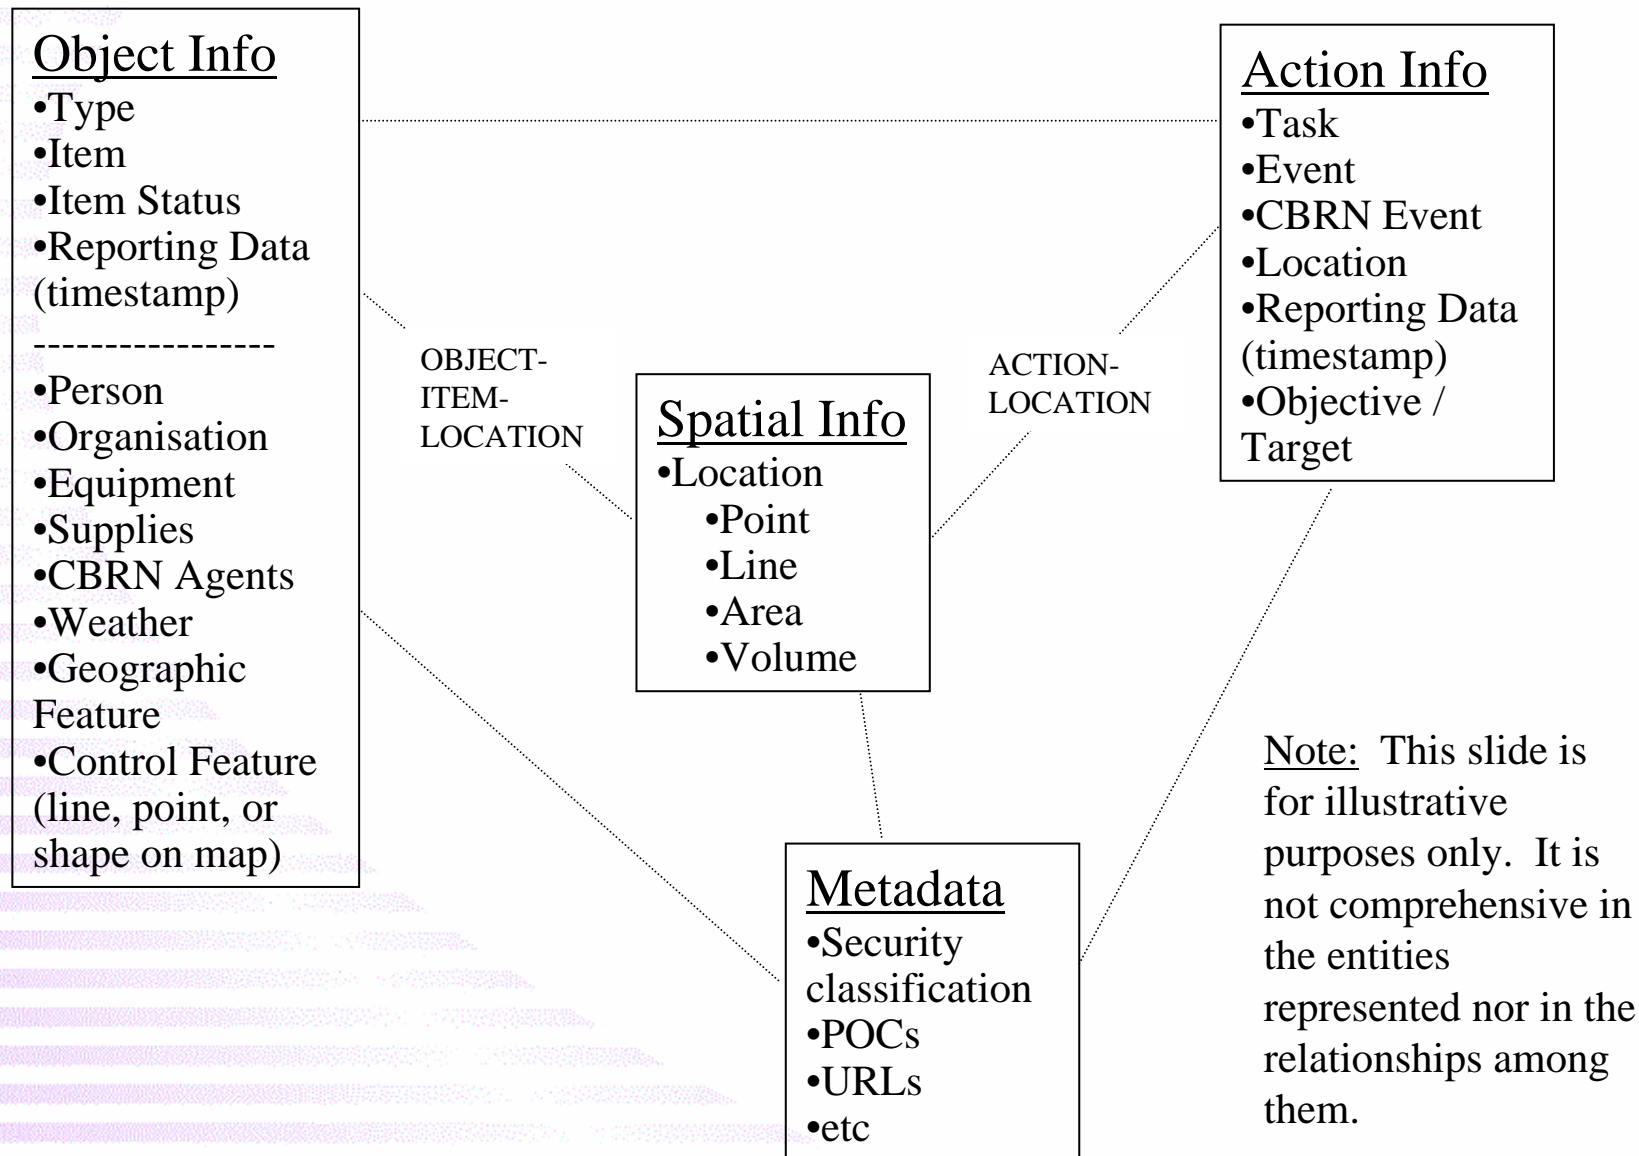 Object Info
•Type
•Item
•Item Status
•Reporting Data
(timestamp)
-----------------
•Person
•Organisation
•Equipment
•Supplies
•CBRN Agents
•Weather
•Geographic
Feature
•Control Feature
(line, point, or
shape on map)
OBJECT-
ITEM-
LOCATION
Spatial Info
•Location
•Point
•Line
•Area
•Volume
ACTION-
LOCATION
Action Info
•Task
•Event
•CBRN Event
•Location
•Reporting Data
(timestamp)
•Objective /
Target
Metadata
•Security
classification
•POCs
•URLs
•etc
Note: This slide is
for illustrative
purposes only. It is
not comprehensive in
the entities
represented nor in the
relationships among
them.